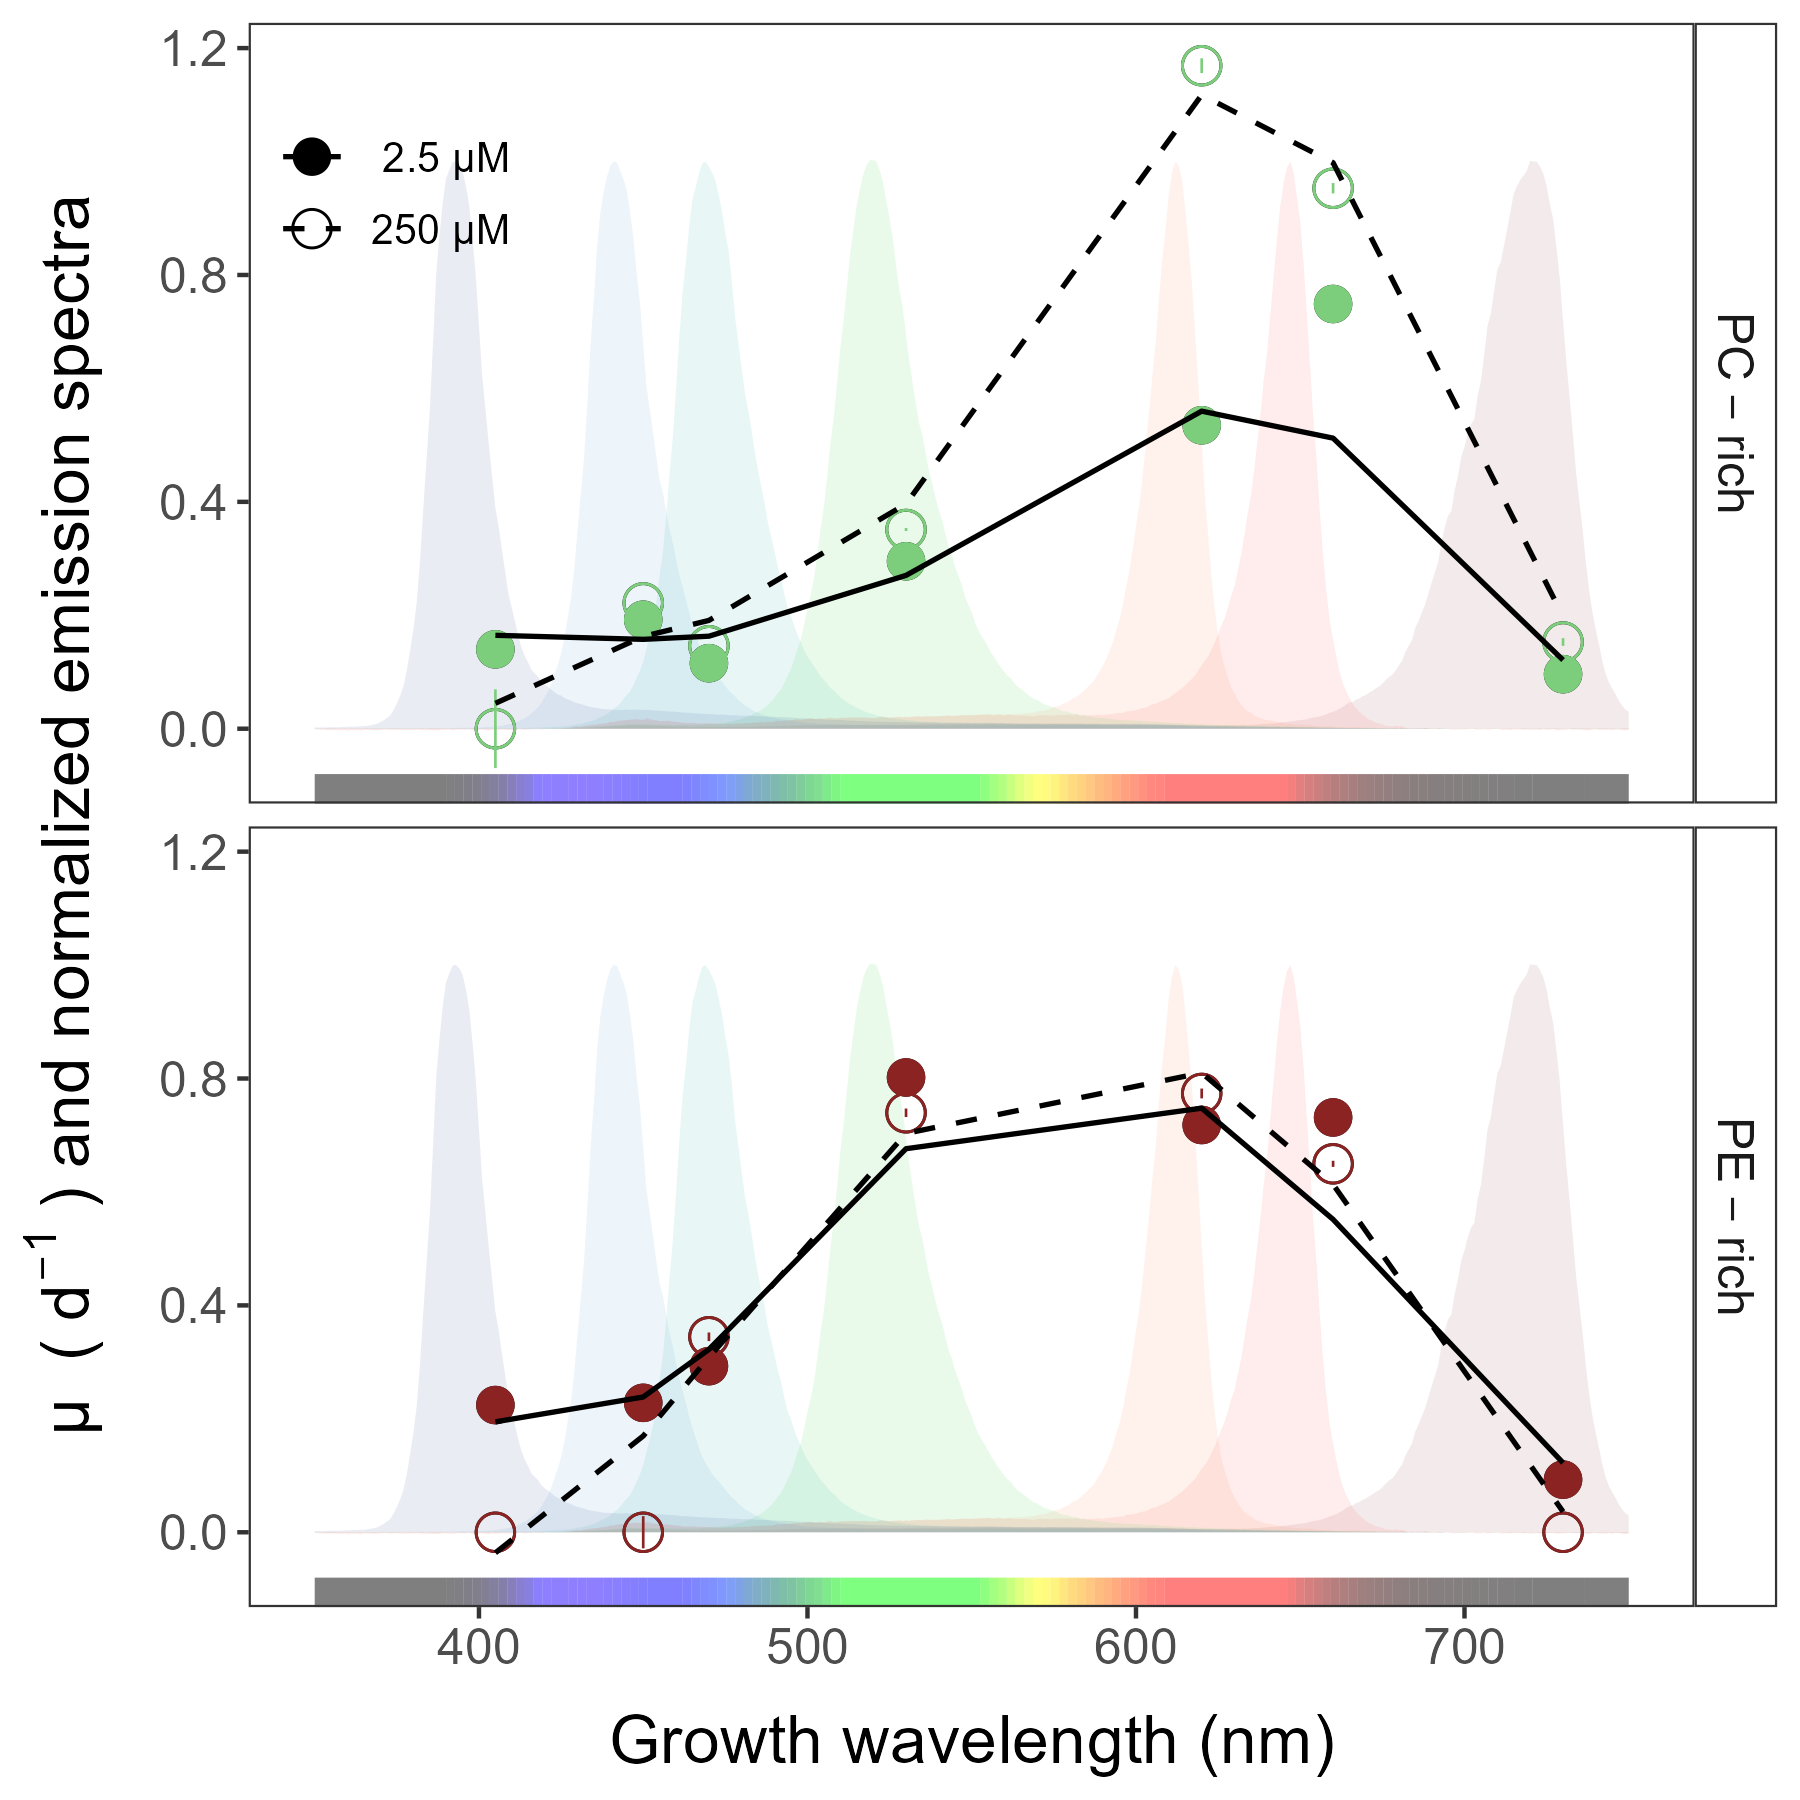 μ ( d⁻¹ ) and normalized emission spectra
1.2
0.8
0.4
0.0
2.5 μM
250 μM
PC – rich
1.2
0.8
0.4
0.0
PE – rich
400 500 600 700
Growth wavelength (nm)